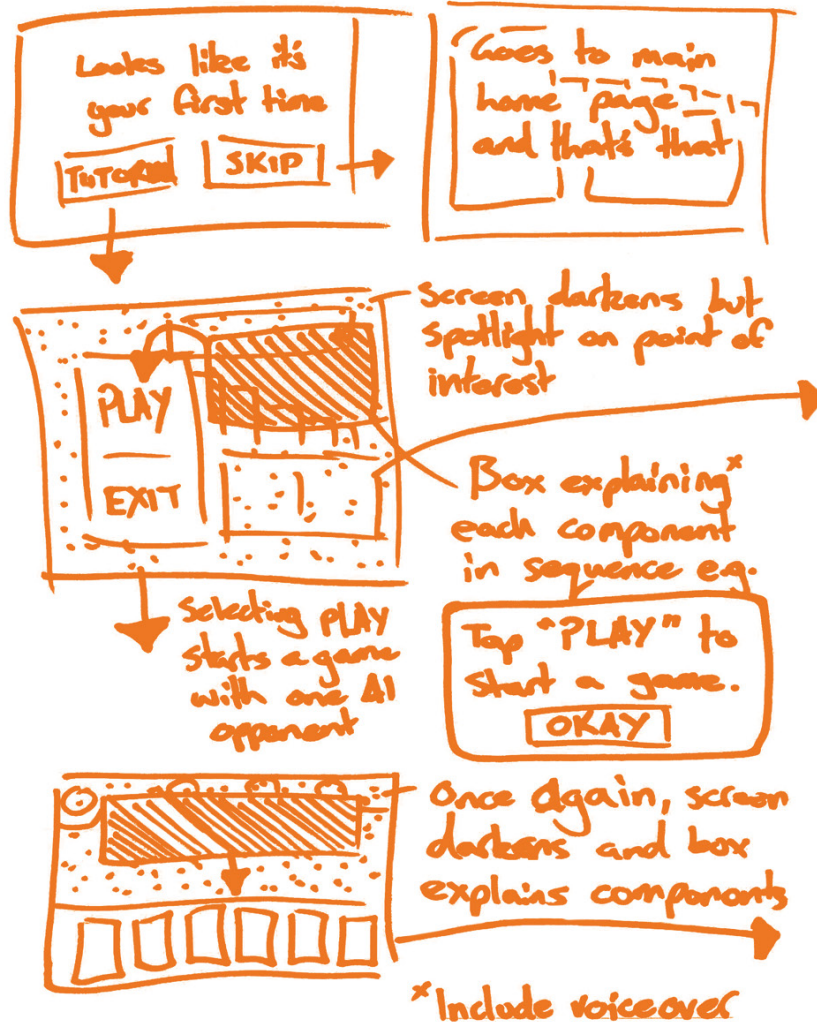 Looks like it's
your first time
TUTORIAL
SKIP
Goes to main
home page
and that's that
Screen darkens but
spotlight on point of
interest
PLAY
EXIT
Box explaining*
each component
in sequence e.g.
Tap "PLAY" to
start a game.
OKAY
Selecting PLAY
starts a game
with one AI
opponent
Once again, screen
darkens and box
explains components
* Include voiceover